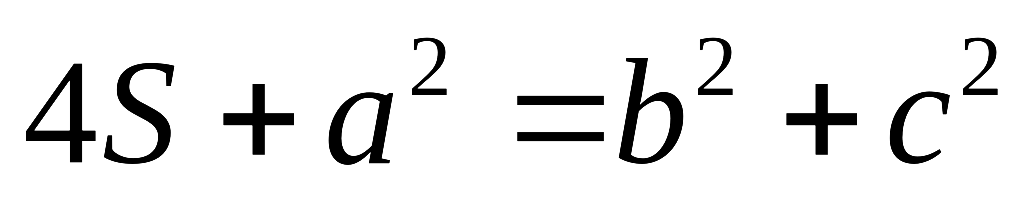 4S + a² = b² + c²